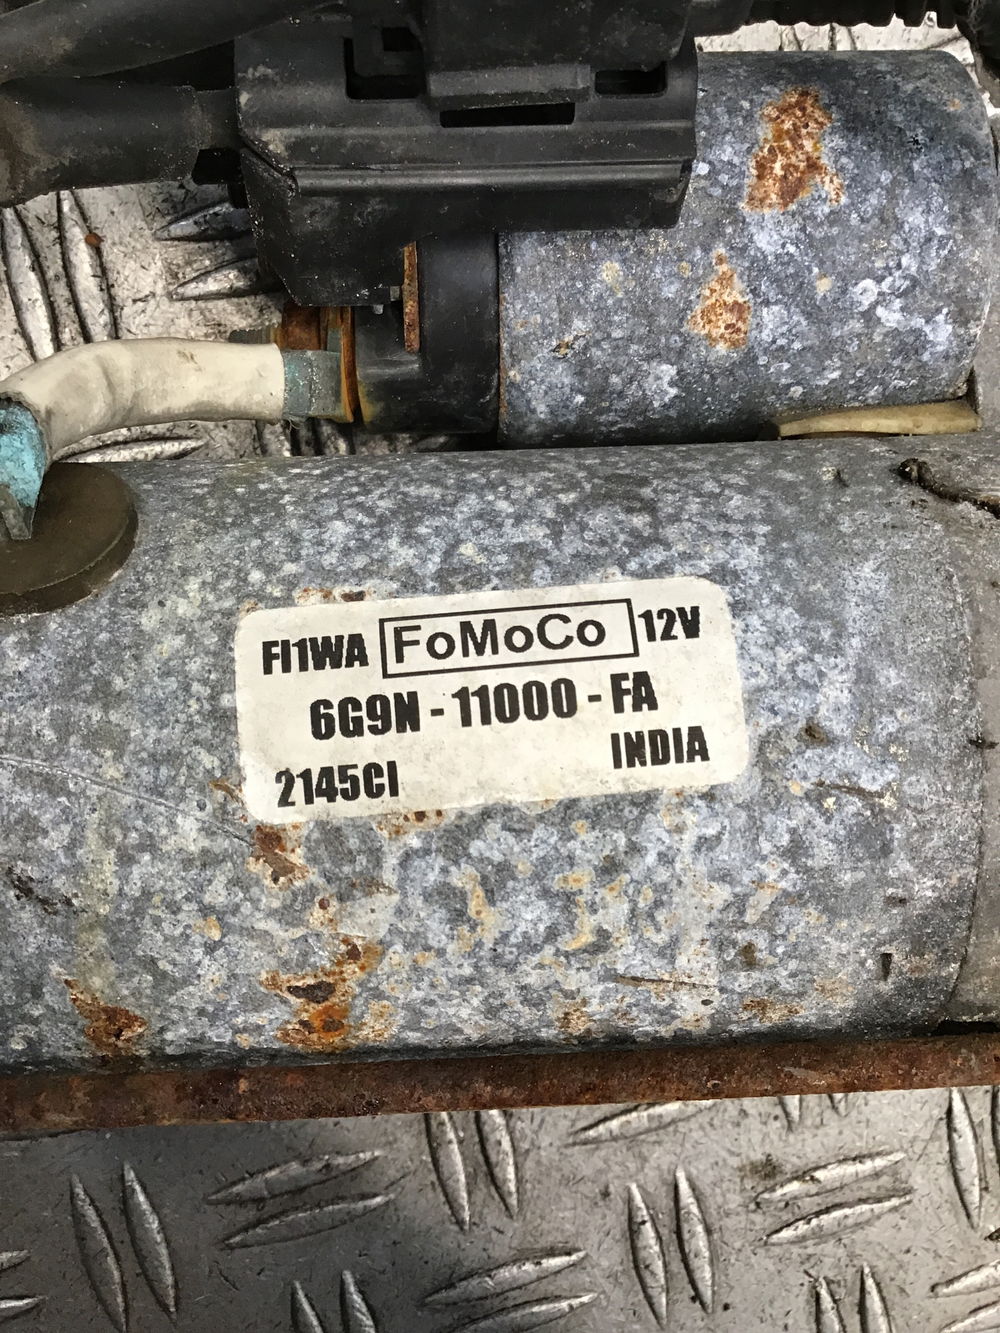 FI1WA FoMoCo 12V
6G9N - 11000 - FA
INDIA
2145CI